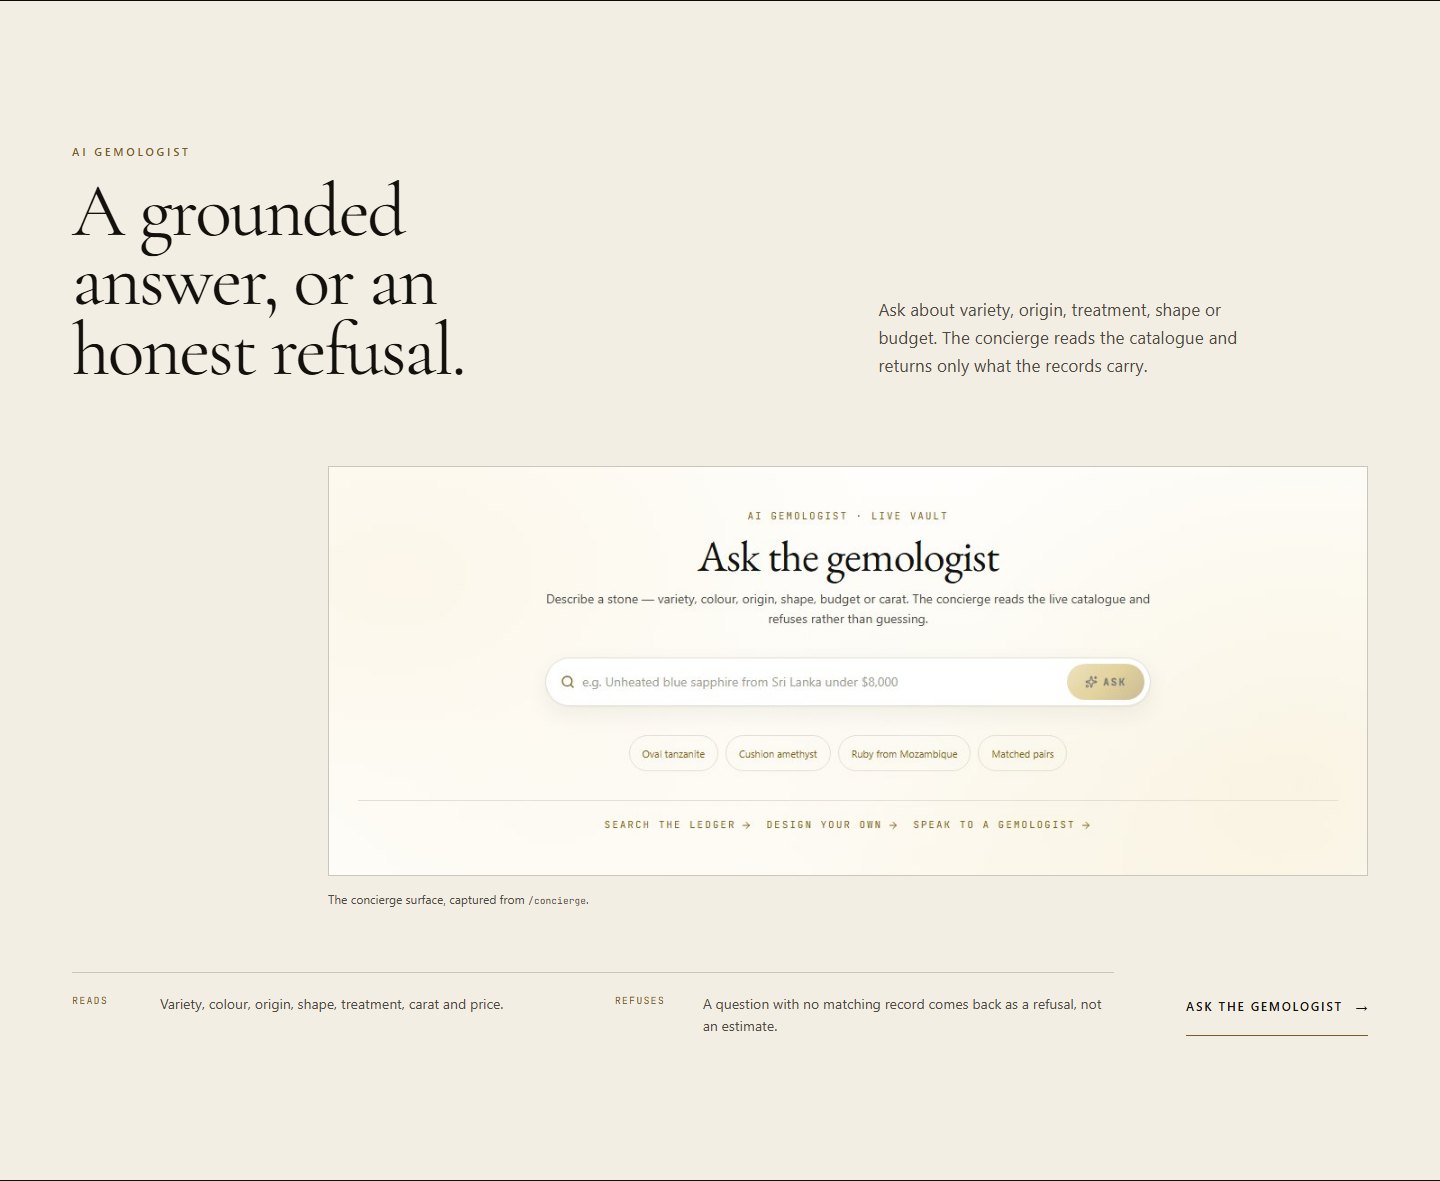 AI GEMOLOGIST
A grounded
answer, or an
honest refusal.
Ask about variety, origin, treatment, shape or
budget. The concierge reads the catalogue and
returns only what the records carry.
AI GEMOLOGIST · LIVE VAULT
Ask the gemologist
Describe a stone — variety, colour, origin, shape, budget or carat. The concierge reads the live catalogue and
refuses rather than guessing.
e.g. Unheated blue sapphire from Sri Lanka under $8,000
ASK
Oval tanzanite
Cushion amethyst
Ruby from Mozambique
Matched pairs
SEARCH THE LEDGER → DESIGN YOUR OWN → SPEAK TO A GEMOLOGIST →
The concierge surface, captured from /concierge.
READS
Variety, colour, origin, shape, treatment, carat and price.
REFUSES
A question with no matching record comes back as a refusal, not
an estimate.
ASK THE GEMOLOGIST →